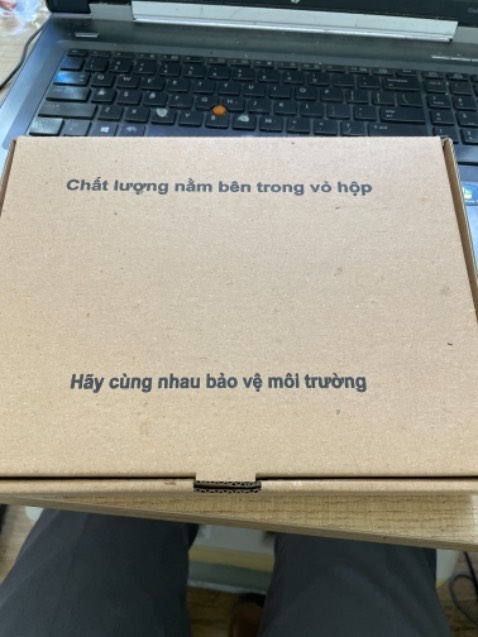 Chất lượng nằm bên trong vỏ hộp
Hãy cùng nhau bảo vệ môi trường